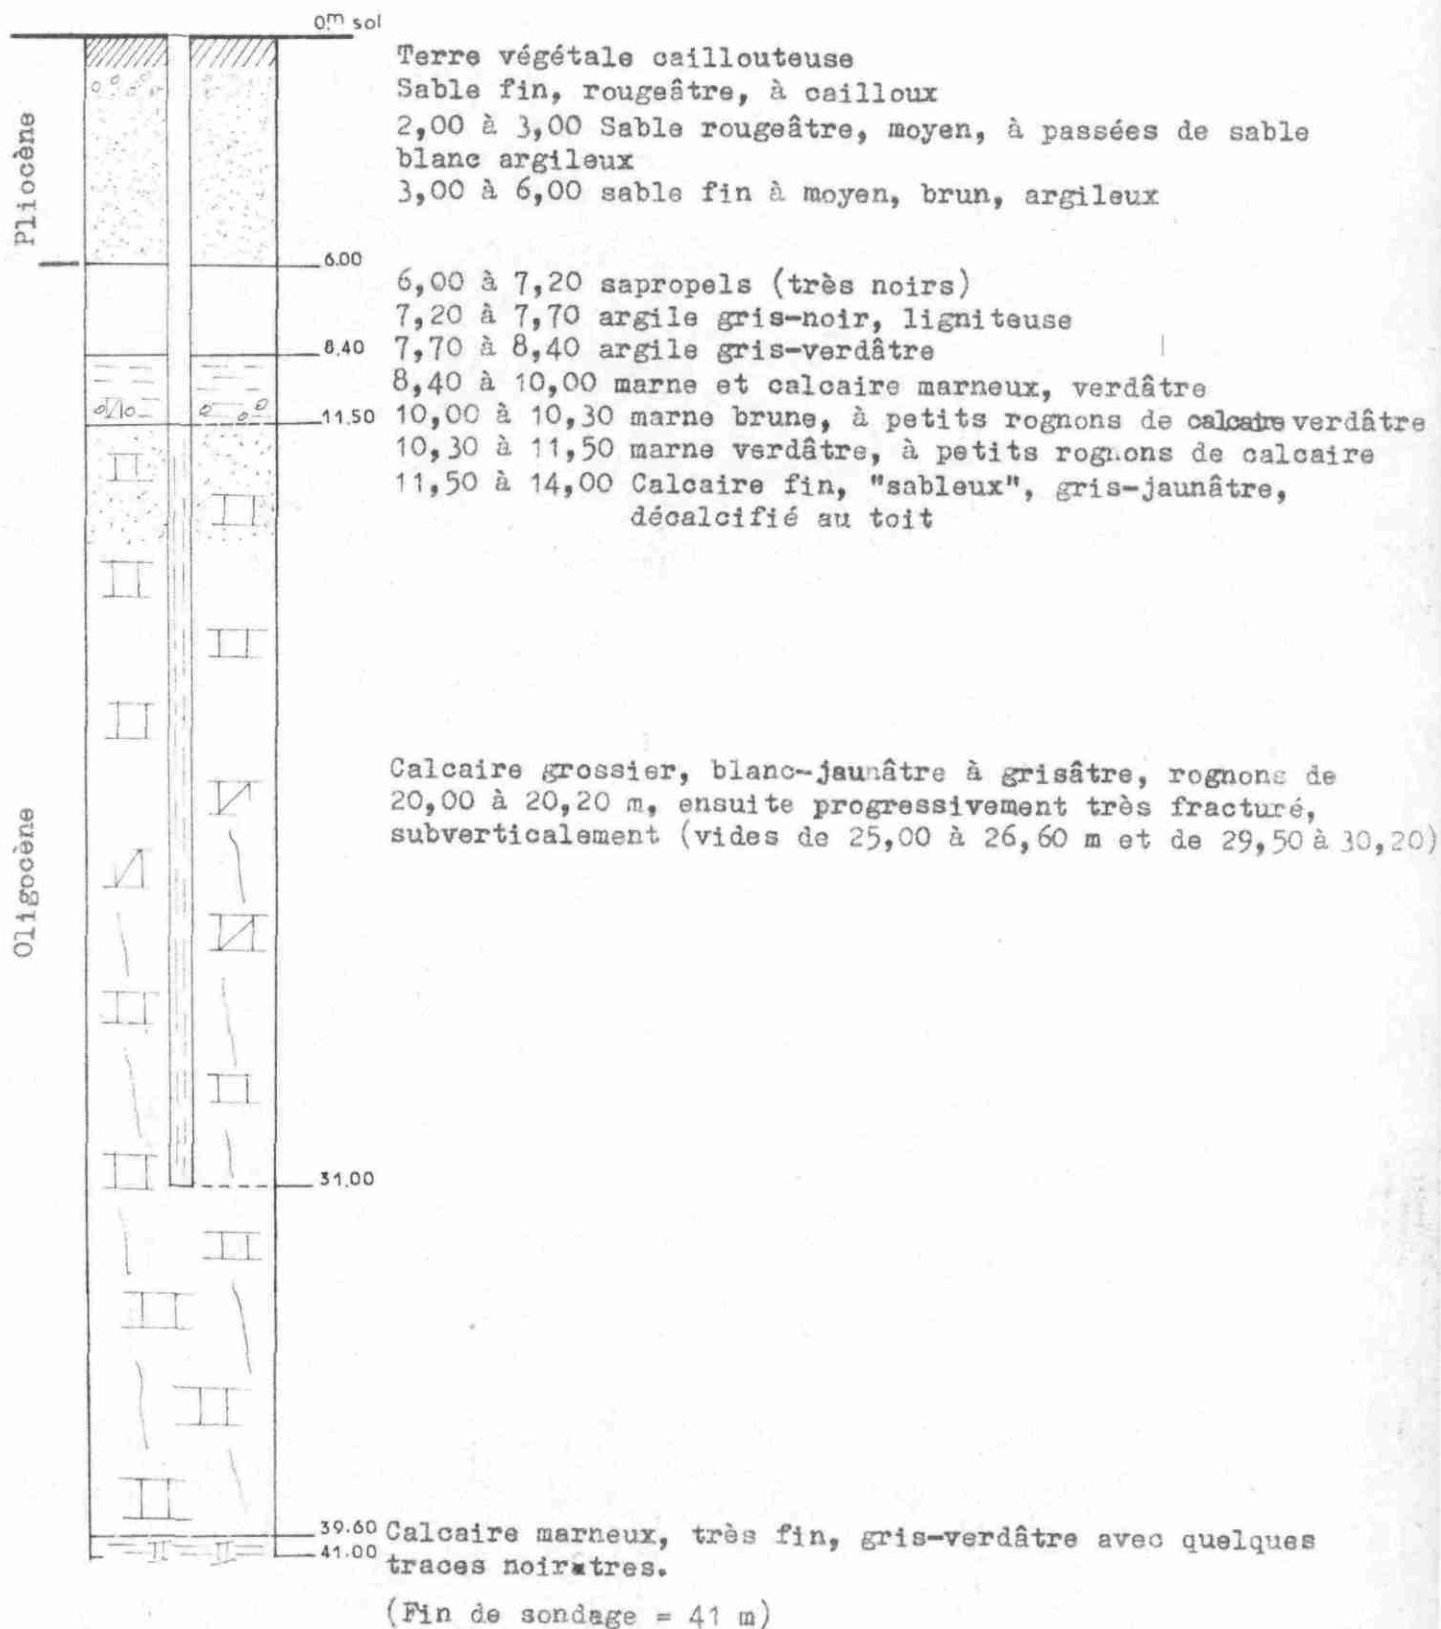 0m sol
Terre végétale caillouteuse
Sable fin, rougeâtre, à cailloux
2,00 à 3,00 Sable rougeâtre, moyen, à passées de sable
blanc argileux
3,00 à 6,00 sable fin à moyen, brun, argileux
Pliocène
6.00
6,00 à 7,20 sapropels (très noirs)
7,20 à 7,70 argile gris-noir, ligniteuse
8.40
7,70 à 8,40 argile gris-verdâtre
8,40 à 10,00 marne et calcaire marneux, verdâtre
11.50
10,00 à 10,30 marne brune, à petits rognons de calcaire verdâtre
10,30 à 11,50 marne verdâtre, à petits rognons de calcaire
11,50 à 14,00 Calcaire fin, "sableux", gris-jaunâtre,
décalcifié au toit
Calcaire grossier, blanc-jaunâtre à grisâtre, rognons de
20,00 à 20,20 m, ensuite progressivement très fracturé,
subverticalement (vides de 25,00 à 26,60 m et de 29,50 à 30,20)
Oligocène
31.00
39.60
Calcaire marneux, très fin, gris-verdâtre avec quelques
41.00
traces noirâtres.
(Fin de sondage = 41 m)